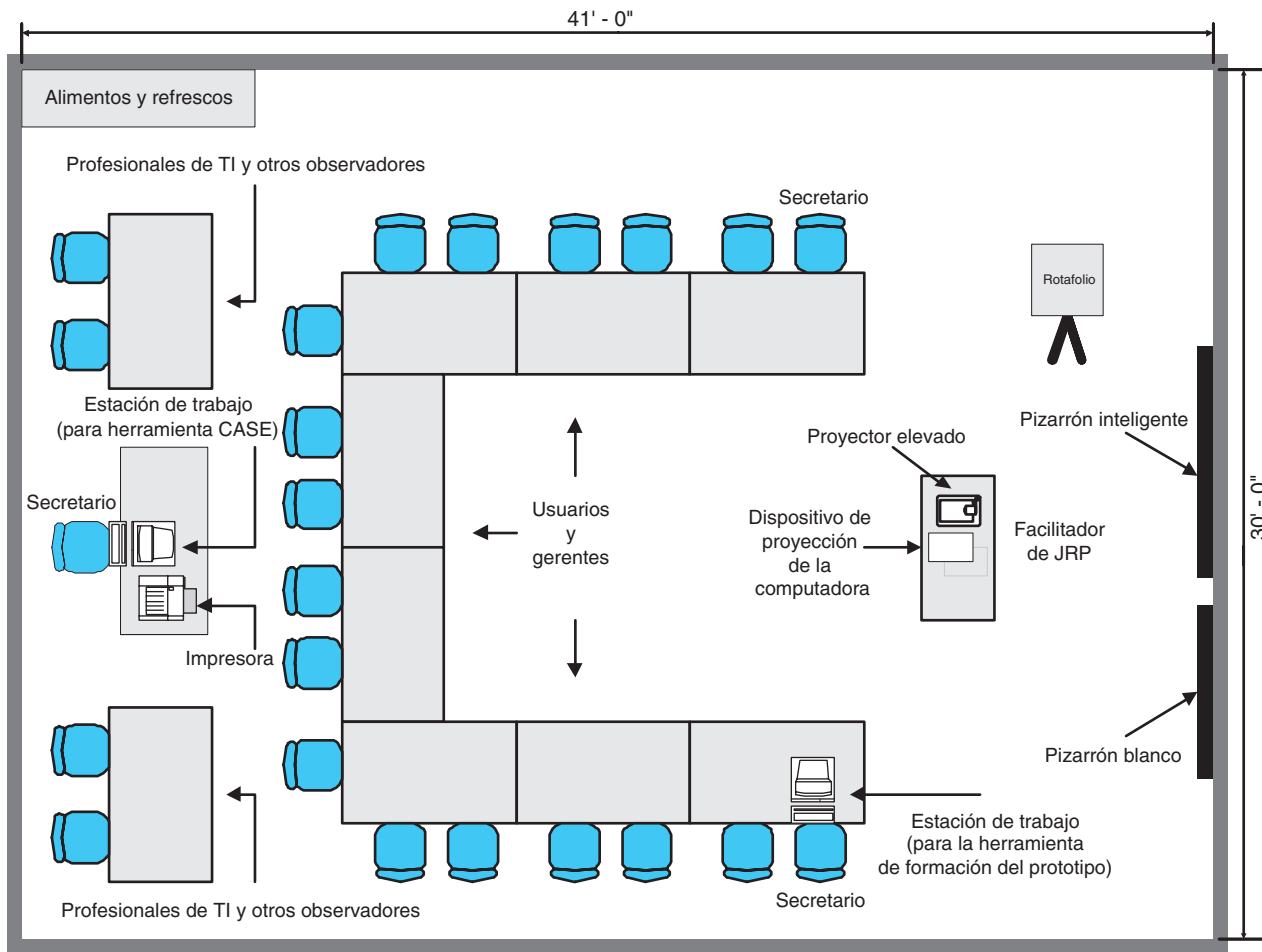 41' - 0"
Alimentos y refrescos
Profesionales de TI y otros observadores
Secretario
Rotafolio
Estación de trabajo
(para herramienta CASE)
Pizarrón inteligente
Proyector elevado
Secretario
Usuarios
y
gerentes
Dispositivo de
proyección
de la
computadora
Facilitador
de JRP
30' - 0"
Impresora
Pizarrón blanco
Estación de trabajo
(para la herramienta
de formación del prototipo)
Secretario
Profesionales de TI y otros observadores